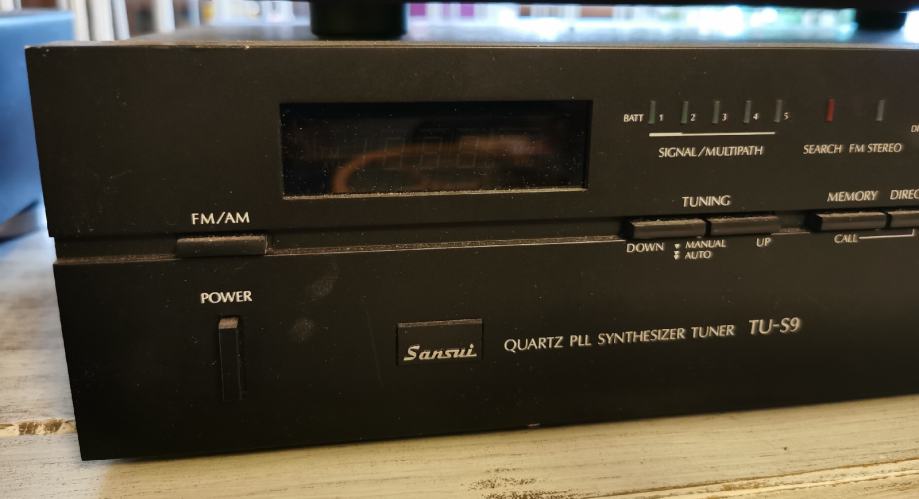 BATT 1 2 3 4 5
SIGNAL/MULTIPATH
SEARCH FM STEREO
FM/AM
TUNING
MEMORY
DOWN
MANUAL
AUTO
UP
CALL
POWER
Sansui
QUARTZ PLL SYNTHESIZER TUNER TU-S9